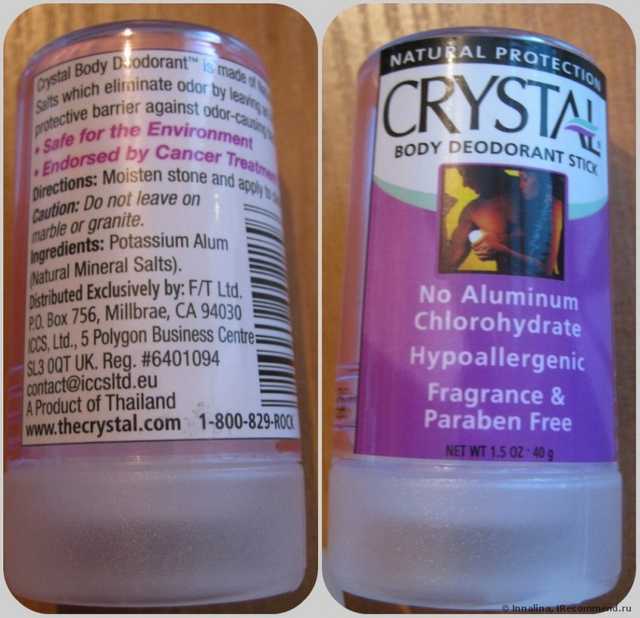 Crystal Body Deodorant™ is made of
Salts which eliminate odor by leaving
protective barrier against odor-causing
• Safe for the Environment
• Endorsed by Cancer
Directions: Moisten stone and apply to
Caution: Do not leave on
marble or granite.
Ingredients: Potassium Alum
(Natural Mineral Salts).
Distributed Exclusively by: F/T Ltd.
P.O. Box 756, Millbrae, CA 94030
ICCS, Ltd., 5 Polygon Business Centre
SL3 0QT UK. Reg. #6401094
contact@iccsltd.eu
A Product of Thailand
www.thecrystal.com 1-800-829-ROCK
NATURAL PROTECTION
CRYSTAL
BODY DEODORANT STICK
No Aluminum
Chlorohydrate
Hypoallergenic
Fragrance &
Paraben Free
NET WT 1.5 OZ · 40 g
© Innalina, iRecommend.ru